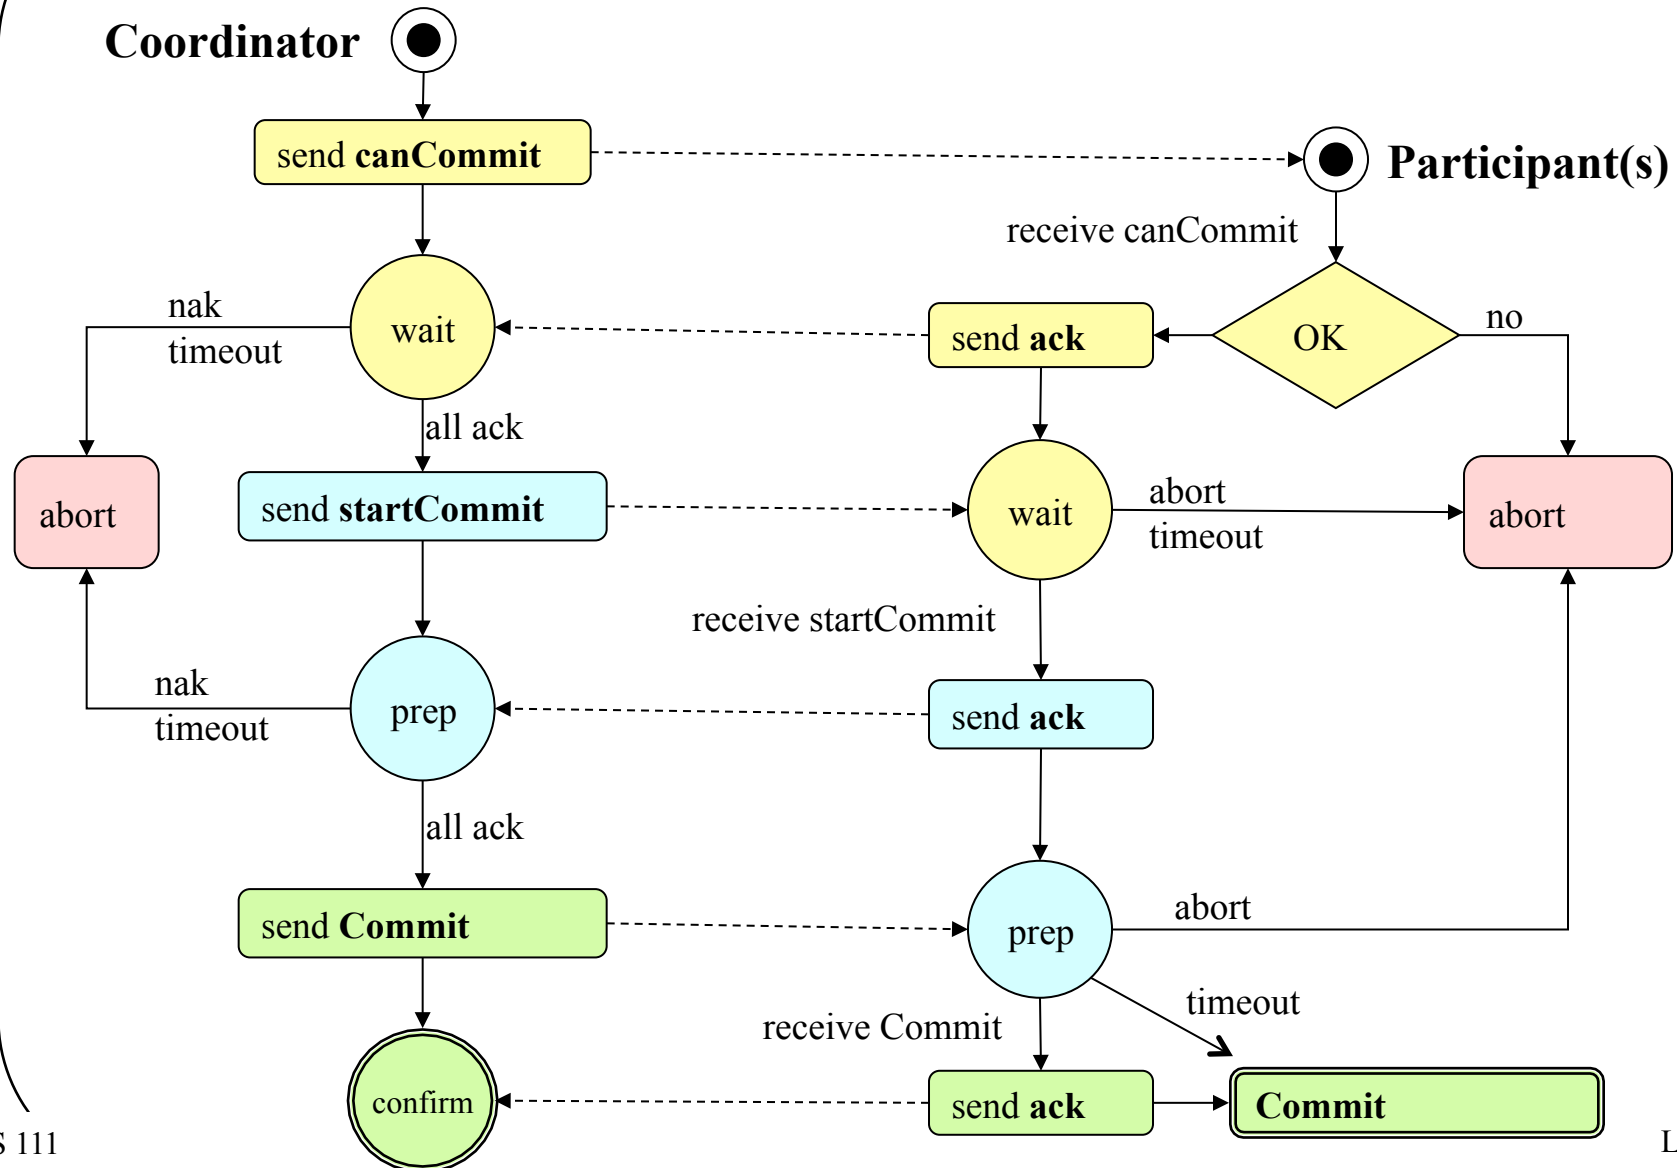 Coordinator
send canCommit
Participant(s)
receive canCommit
nak
timeout
wait
send ack
OK
no
all ack
abort
send startCommit
wait
abort
timeout
abort
receive startCommit
nak
timeout
prep
send ack
all ack
send Commit
prep
abort
timeout
receive Commit
confirm
send ack
Commit
S 111
L